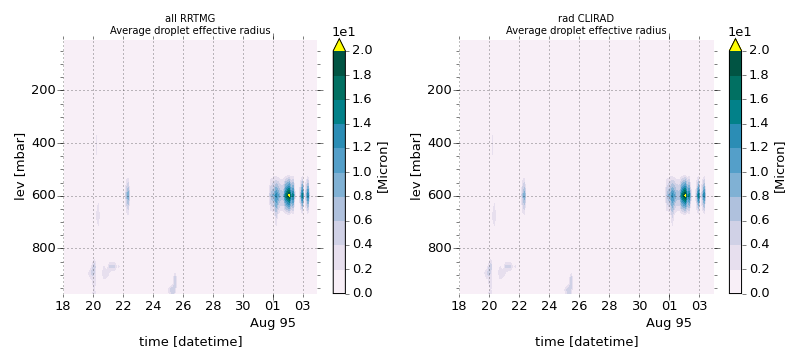 all RRTMG
Average droplet effective radius
1e1
2.0
1.8
1.6
1.4
1.2
1.0
0.8
0.6
0.4
0.2
0.0
[Micron]
lev [mbar]
200
400
600
800
18 20 22 24 26 28 30 01 03
Aug 95
time [datetime]
rad CLIRAD
Average droplet effective radius
1e1
2.0
1.8
1.6
1.4
1.2
1.0
0.8
0.6
0.4
0.2
0.0
[Micron]
lev [mbar]
200
400
600
800
18 20 22 24 26 28 30 01 03
Aug 95
time [datetime]